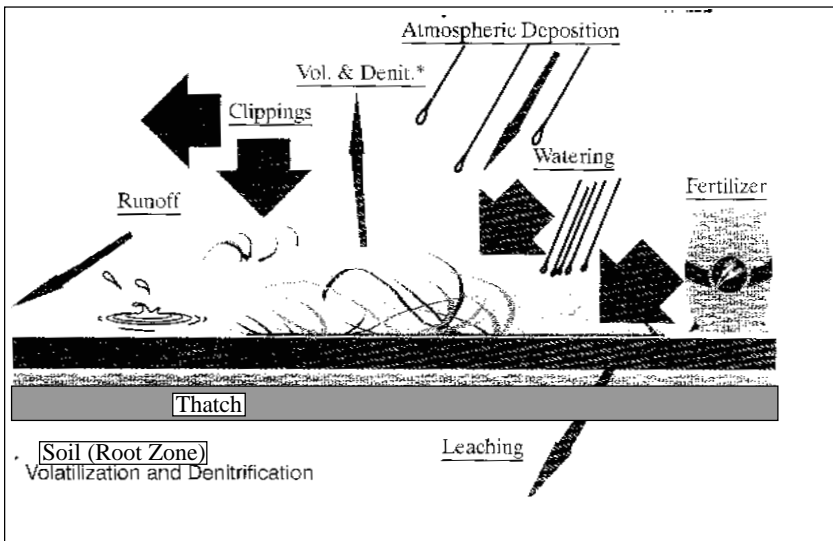 Atmospheric Deposition
Vol. & Denit.*
Clippings
Watering
Fertilizer
Runoff
Thatch
Leaching
Soil (Root Zone)
Volatilization and Denitrification